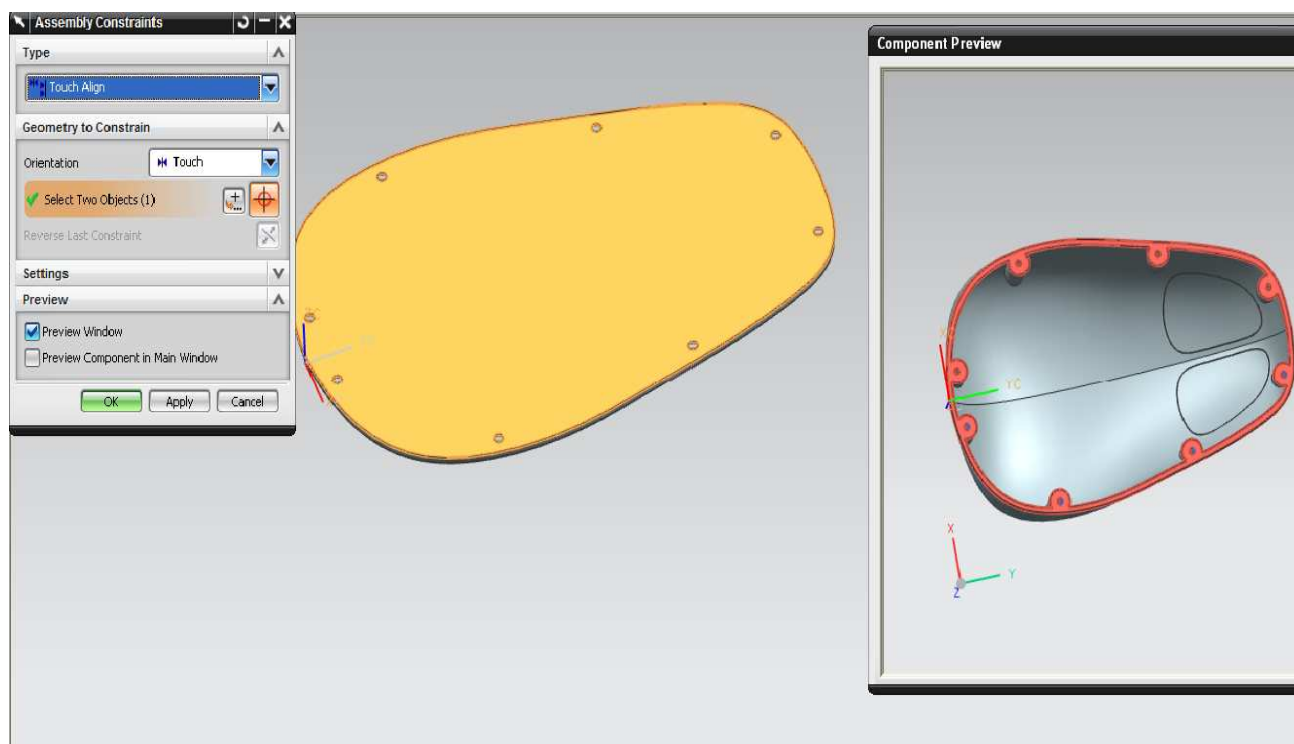 Assembly Constraints
Type
Touch Align
Geometry to Constrain
Orientation
Touch
Select Two Objects (1)
Reverse Last Constraint
Settings
Preview
Preview Window
Preview Component in Main Window
OK
Apply
Cancel
Component Preview
YC
X
Y
Z